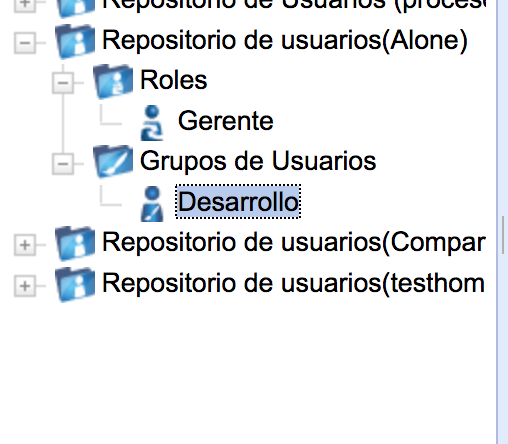 Repositorio de Usuarios (proces
Repositorio de usuarios(Alone)
Roles
Gerente
Grupos de Usuarios
Desarrollo
Repositorio de usuarios(Compar
Repositorio de usuarios(testhom